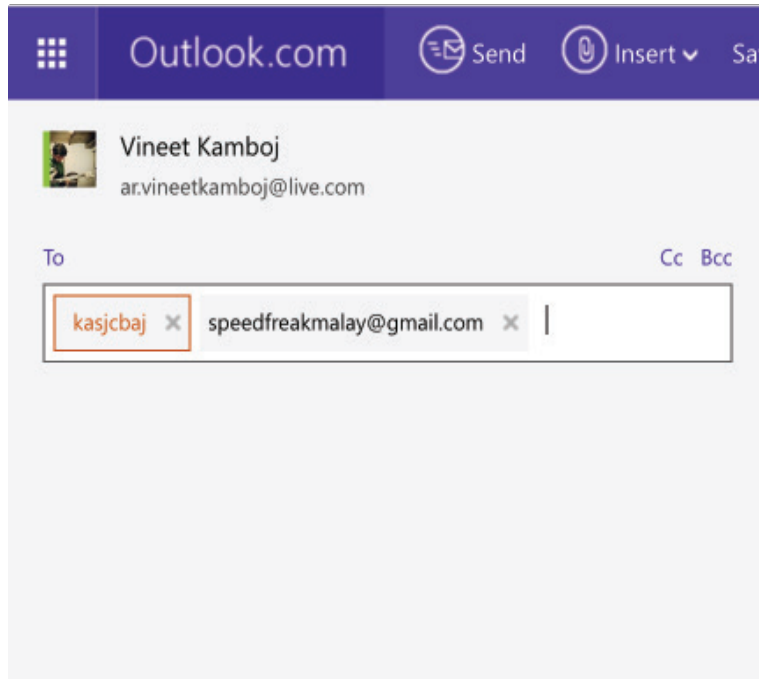 Outlook.com Send Insert Sa
Vineet Kamboj
ar.vineetkamboj@live.com
To Cc Bcc
kasjcbaj speedfreakmalay@gmail.com